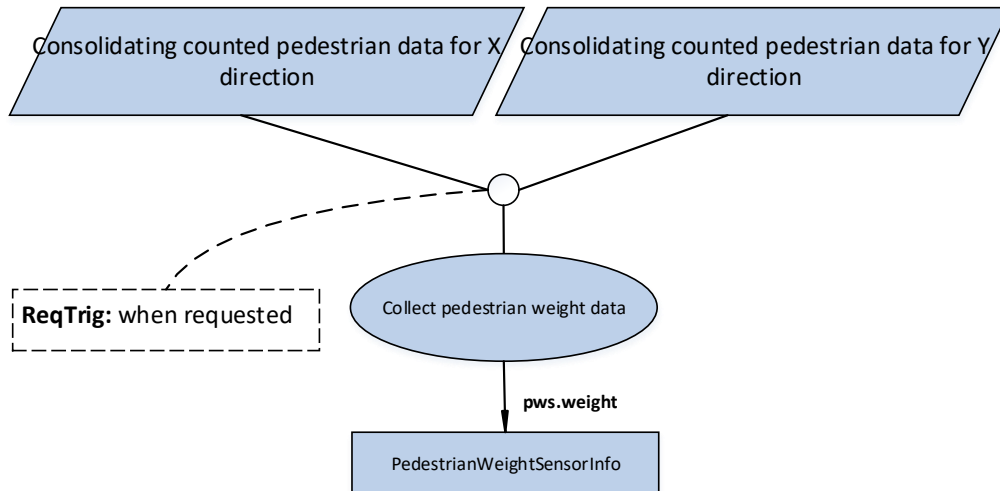 Consolidating counted pedestrian data for X
direction
Consolidating counted pedestrian data for Y
direction
ReqTrig: when requested
Collect pedestrian weight data
pws.weight
PedestrianWeightSensorInfo